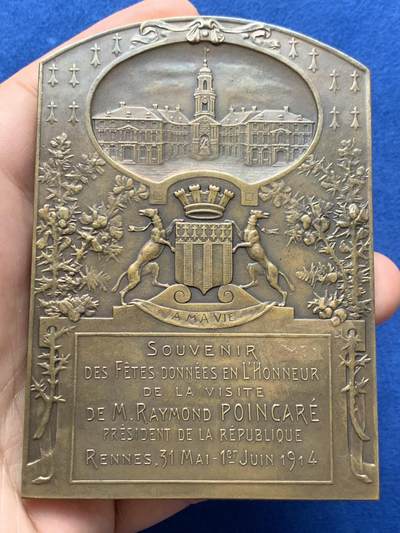 A MA VIE
SOUVENIR
DES FÊTES DONNÉES EN L'HONNEUR
DE LA VISITE
DE M. RAYMOND POINCARÉ
PRÉSIDENT DE LA RÉPUBLIQUE
RENNES, 31 MAI - 1ER JUIN 1914